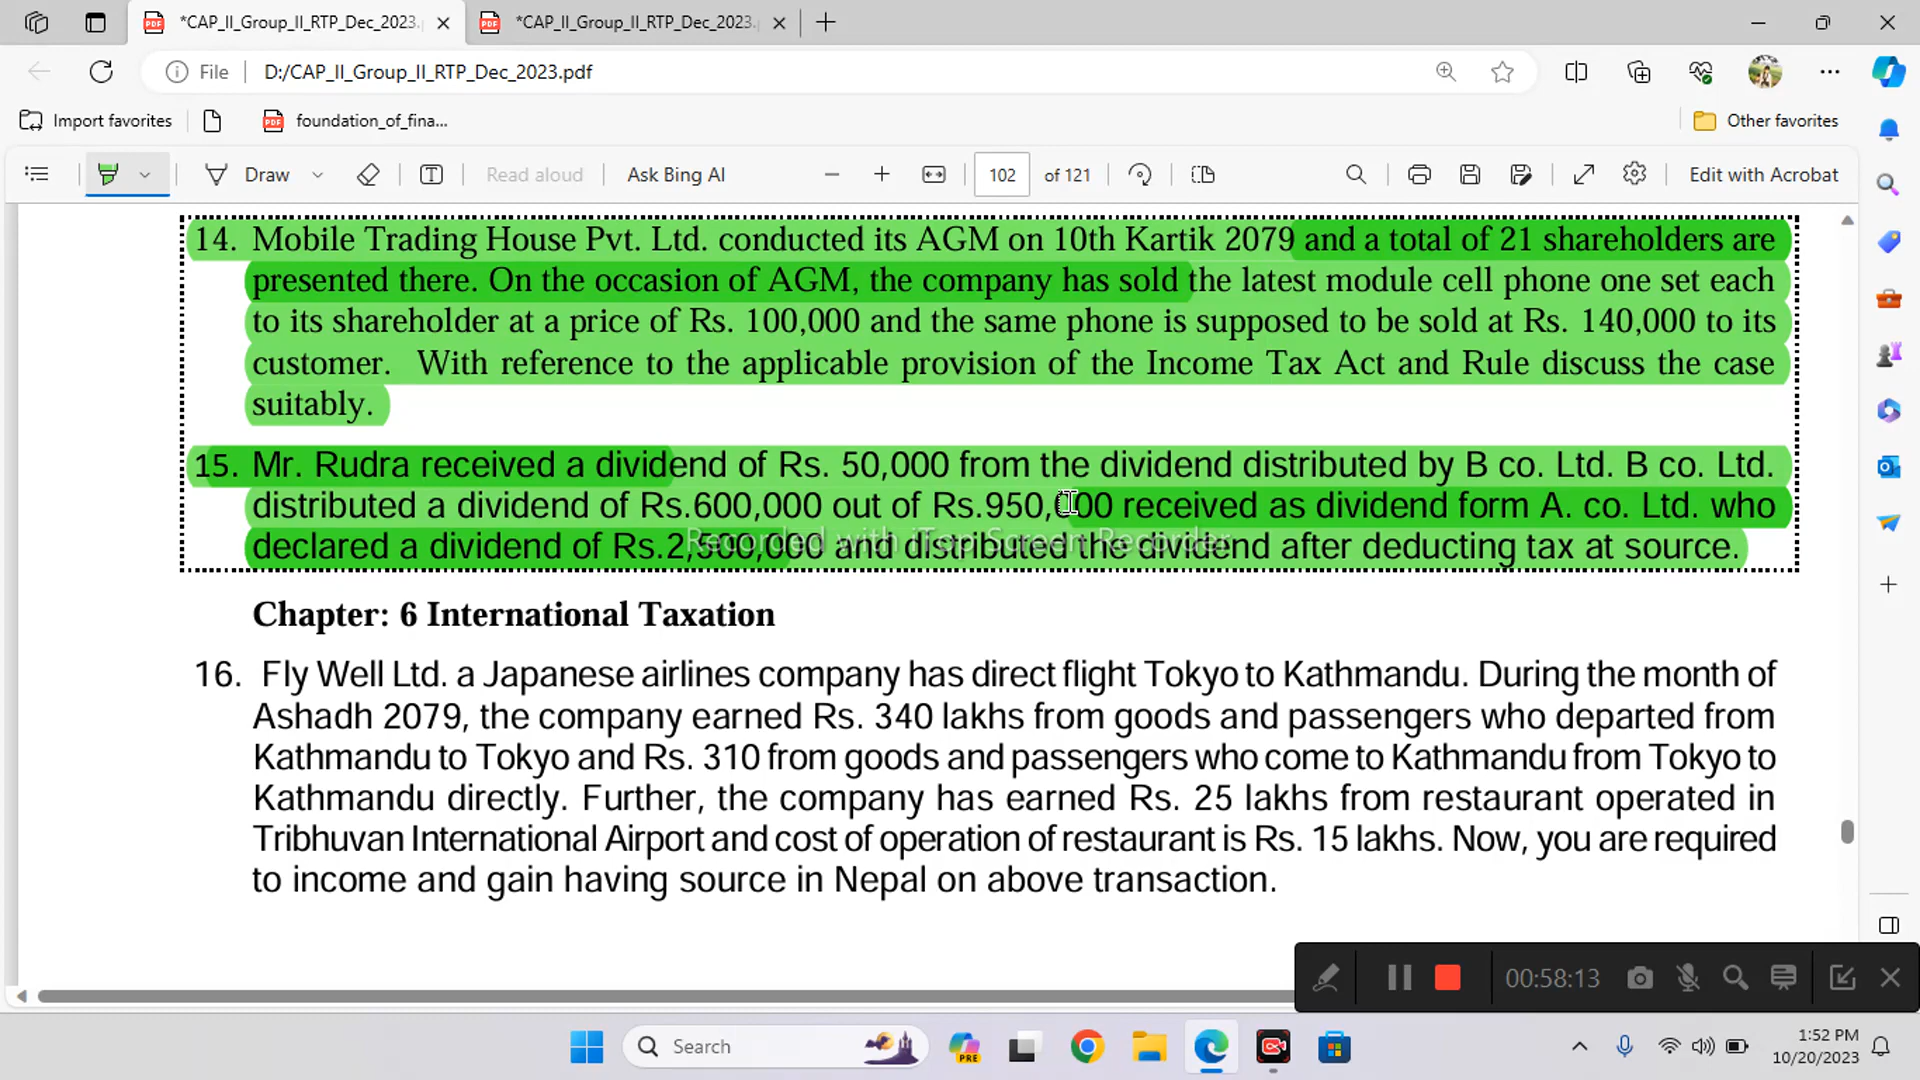 *CAP_II_Group_II_RTP_Dec_2023.
*CAP_II_Group_II_RTP_Dec_2023.
File
D:/CAP_II_Group_II_RTP_Dec_2023.pdf
Import favorites
foundation_of_fina...
Other favorites
Draw
Read aloud
Ask Bing AI
102 of 121
Edit with Acrobat
14. Mobile Trading House Pvt. Ltd. conducted its AGM on 10th Kartik 2079 and a total of 21 shareholders are
presented there. On the occasion of AGM, the company has sold the latest module cell phone one set each
to its shareholder at a price of Rs. 100,000 and the same phone is supposed to be sold at Rs. 140,000 to its
customer. With reference to the applicable provision of the Income Tax Act and Rule discuss the case
suitably.
15. Mr. Rudra received a dividend of Rs. 50,000 from the dividend distributed by B co. Ltd. B co. Ltd.
distributed a dividend of Rs.600,000 out of Rs.950,000 received as dividend form A. co. Ltd. who
declared a dividend of Rs.2,500,000 and distributed the dividend after deducting tax at source.
Recorded with iTop Screen Recorder
Chapter: 6 International Taxation
16. Fly Well Ltd. a Japanese airlines company has direct flight Tokyo to Kathmandu. During the month of
Ashadh 2079, the company earned Rs. 340 lakhs from goods and passengers who departed from
Kathmandu to Tokyo and Rs. 310 from goods and passengers who come to Kathmandu from Tokyo to
Kathmandu directly. Further, the company has earned Rs. 25 lakhs from restaurant operated in
Tribhuvan International Airport and cost of operation of restaurant is Rs. 15 lakhs. Now, you are required
to income and gain having source in Nepal on above transaction.
00:58:13
Search
PRE
1:52 PM
10/20/2023